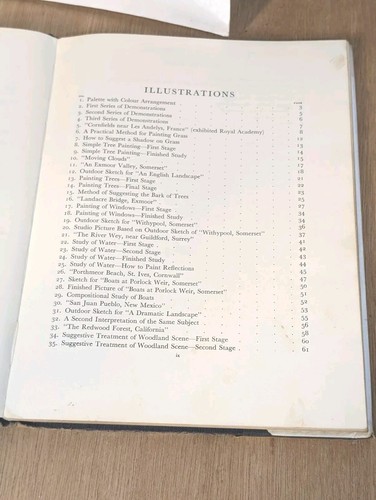 ILLUSTRATIONS
PAGE
1. Palette with Colour Arrangement
2. First Series of Demonstrations 5
3. Second Series of Demonstrations 5
4. Third Series of Demonstrations 6
5. "Cornfields near Les Andelys, France" (exhibited Royal Academy) 7
6. A Practical Method for Painting Grass 8
7. How to Suggest a Shadow on Grass 12
8. Simple Tree Painting—First Stage 13
9. Simple Tree Painting—Finished Study 14
10. "Moving Clouds" 15
11. "An Exmoor Valley, Somerset" 17
12. Outdoor Sketch for "An English Landscape" 18
13. Painting Trees—First Stage 21
14. Painting Trees—Final Stage 22
15. Method of Suggesting the Bark of Trees 23
16. "Landacre Bridge, Exmoor" 25
17. Painting of Windows—First Stage 27
18. Painting of Windows—Finished Study 34
19. Outdoor Sketch for "Withypool, Somerset" 34
20. Studio Picture Based on Outdoor Sketch of "Withypool, Somerset" 36
21. "The River Wey, near Guildford, Surrey" 37
22. Study of Water—First Stage 41
23. Study of Water—Second Stage 42
24. Study of Water—Finished Study 43
25. Study of Water—How to Paint Reflections 44
26. "Porthmeor Beach, St. Ives, Cornwall" 45
27. Sketch for "Boats at Porlock Weir, Somerset" 47
28. Finished Picture of "Boats at Porlock Weir, Somerset" 50
29. Compositional Study of Boats 51
30. "San Juan Pueblo, New Mexico" 52
31. Outdoor Sketch for "A Dramatic Landscape" 53
32. A Second Interpretation of the Same Subject 55
33. "The Redwood Forest, California" 56
34. Suggestive Treatment of Woodland Scene—First Stage 58
35. Suggestive Treatment of Woodland Scene—Second Stage 60
61
ix